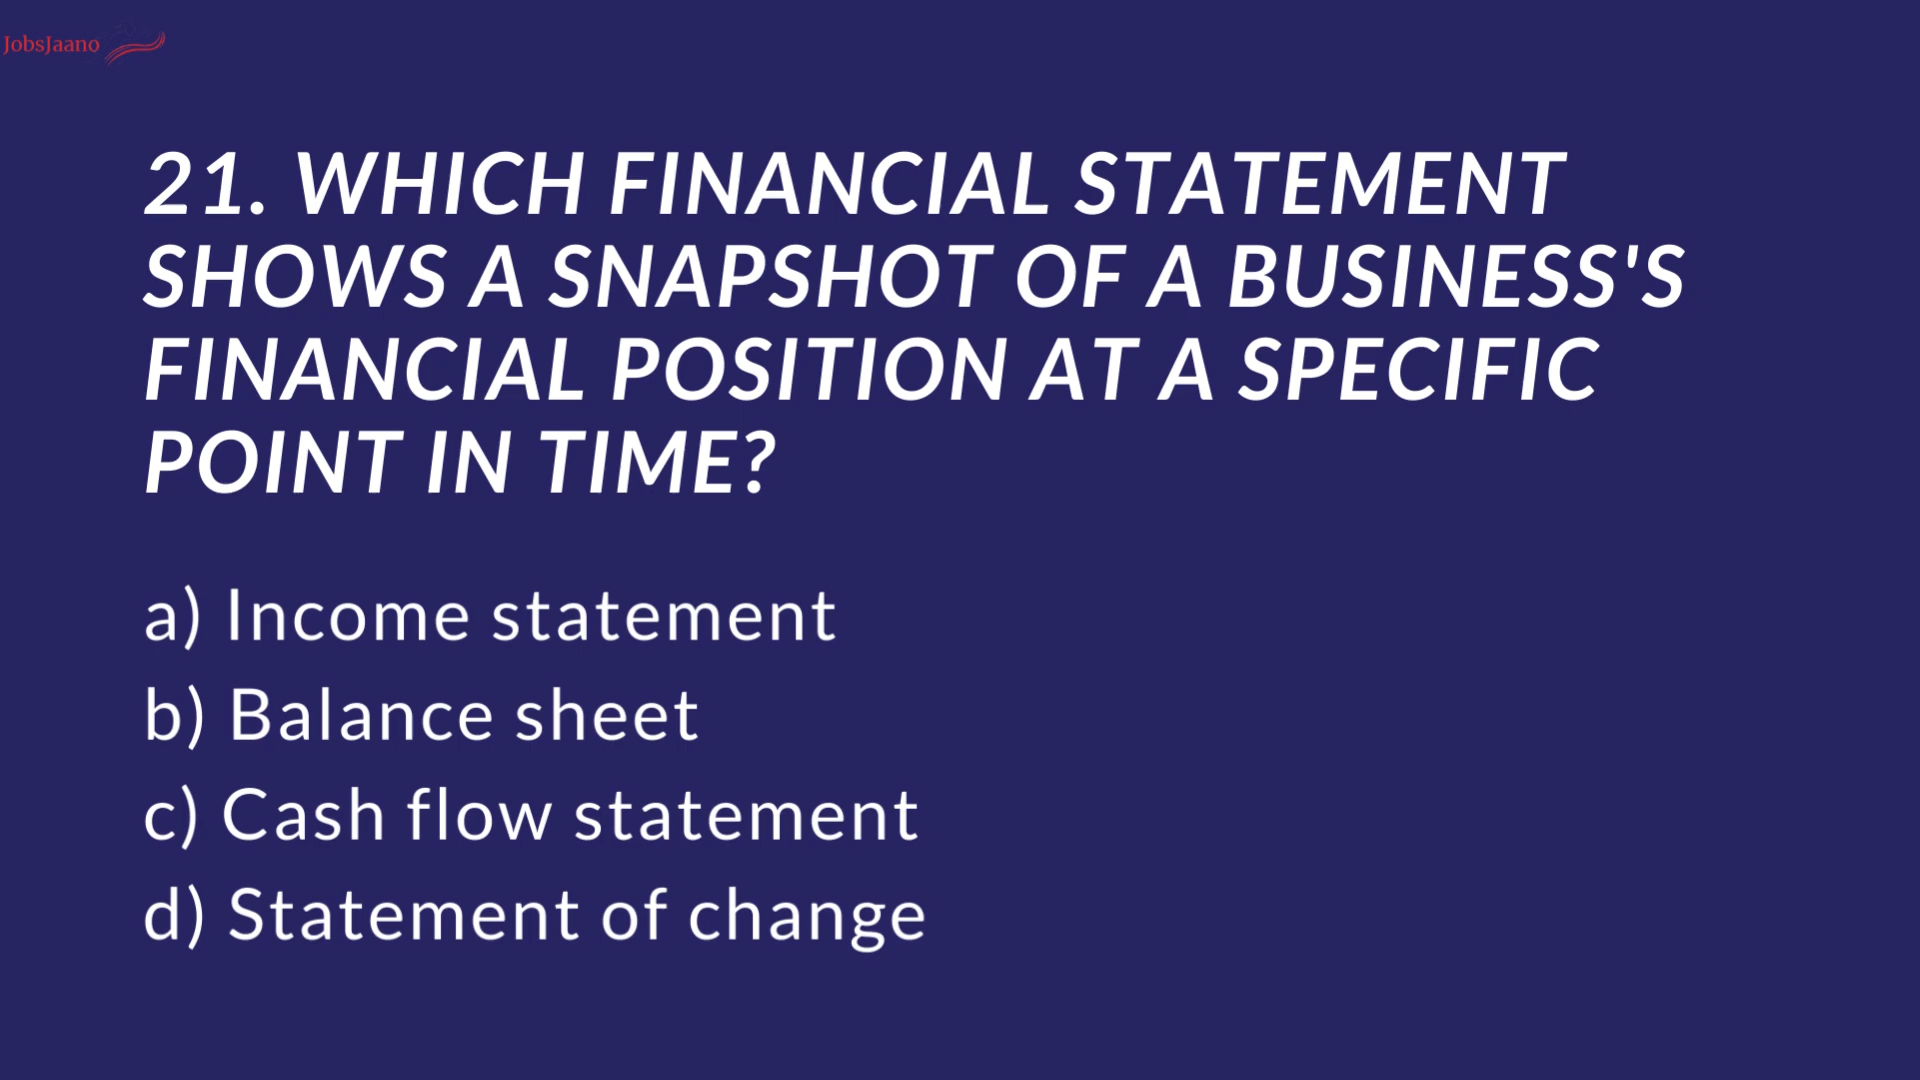 JobsJaano
21. WHICH FINANCIAL STATEMENT
SHOWS A SNAPSHOT OF A BUSINESS'S
FINANCIAL POSITION AT A SPECIFIC
POINT IN TIME?
a) Income statement
b) Balance sheet
c) Cash flow statement
d) Statement of change